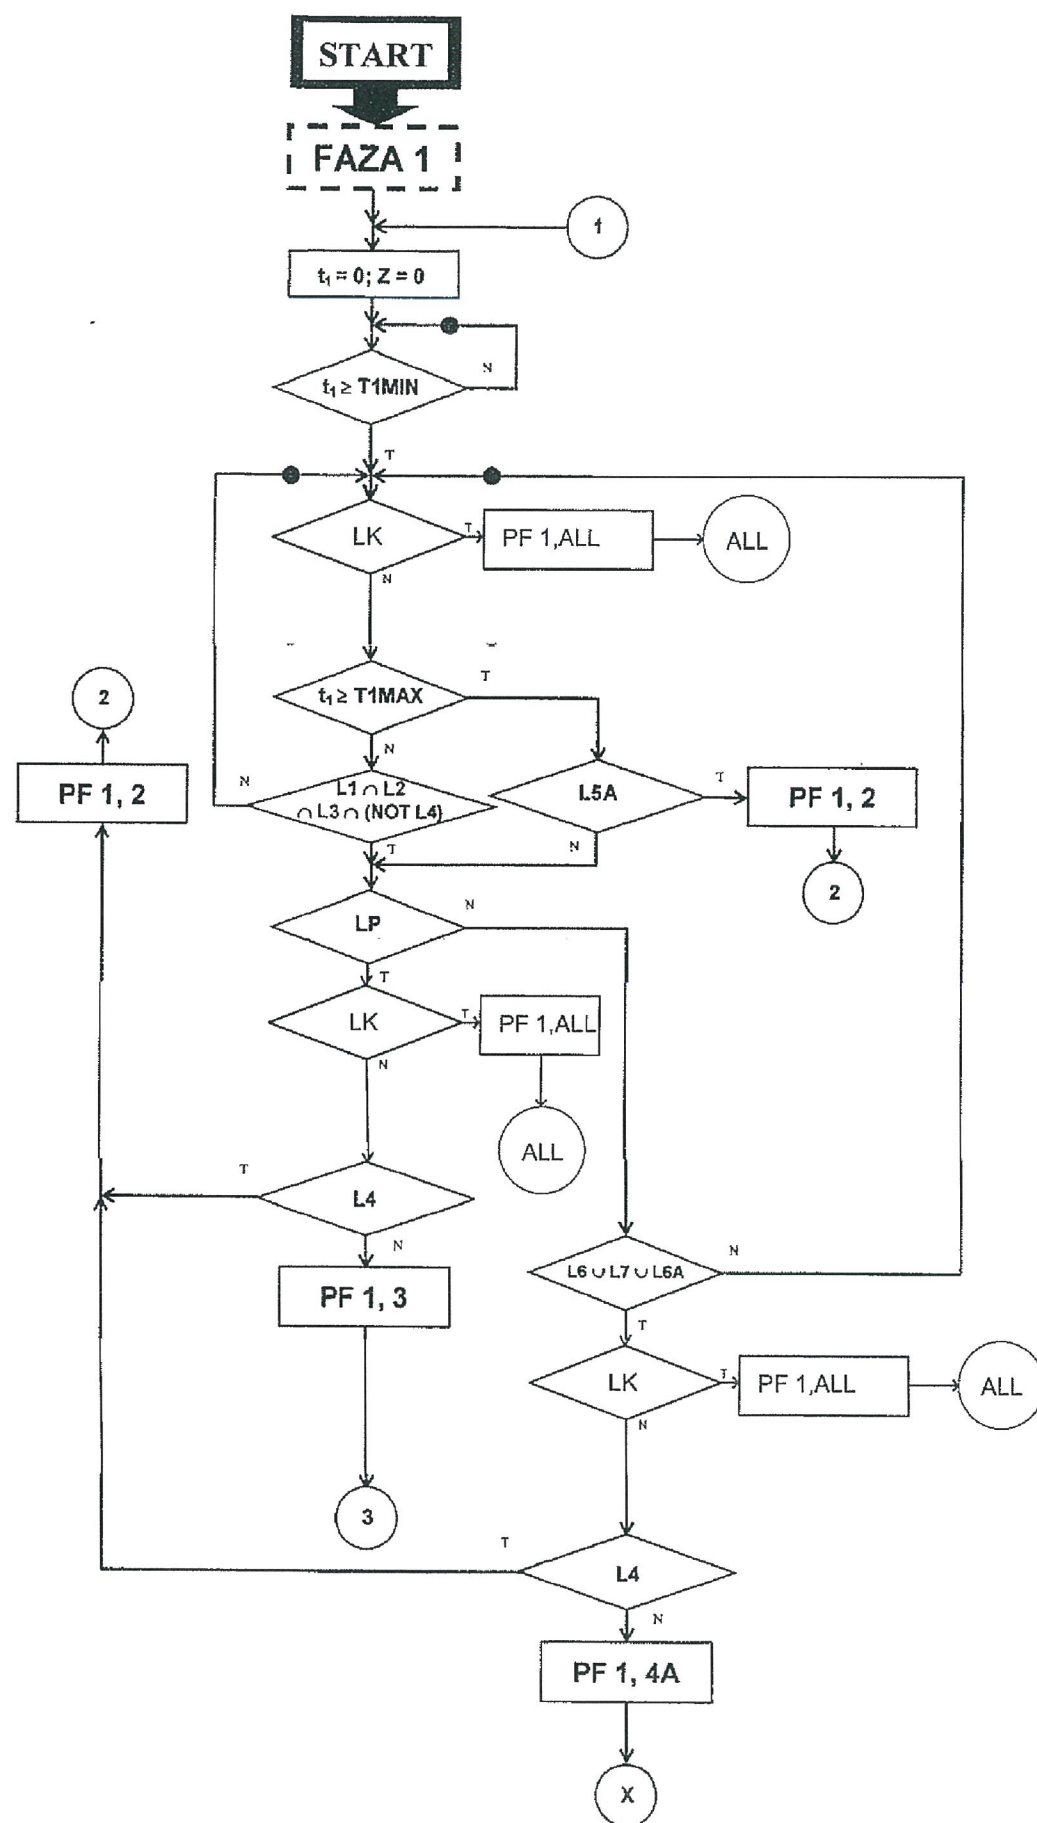 START
FAZA 1
1
t₁ = 0; Z = 0
N
t₁ ≥ T1MIN
T
LK
T
PF 1,ALL
ALL
N
T
2
t₁ ≥ T1MAX
N
PF 1, 2
N
L1 ∩ L2
∩ L3 ∩ (NOT L4)
L5A
T
PF 1, 2
T
N
2
LP
N
T
LK
T
PF 1,ALL
N
ALL
T
L4
N
L6 ∪ L7 ∪ L6A
N
PF 1, 3
T
LK
T
PF 1,ALL
ALL
N
3
T
L4
N
PF 1, 4A
X